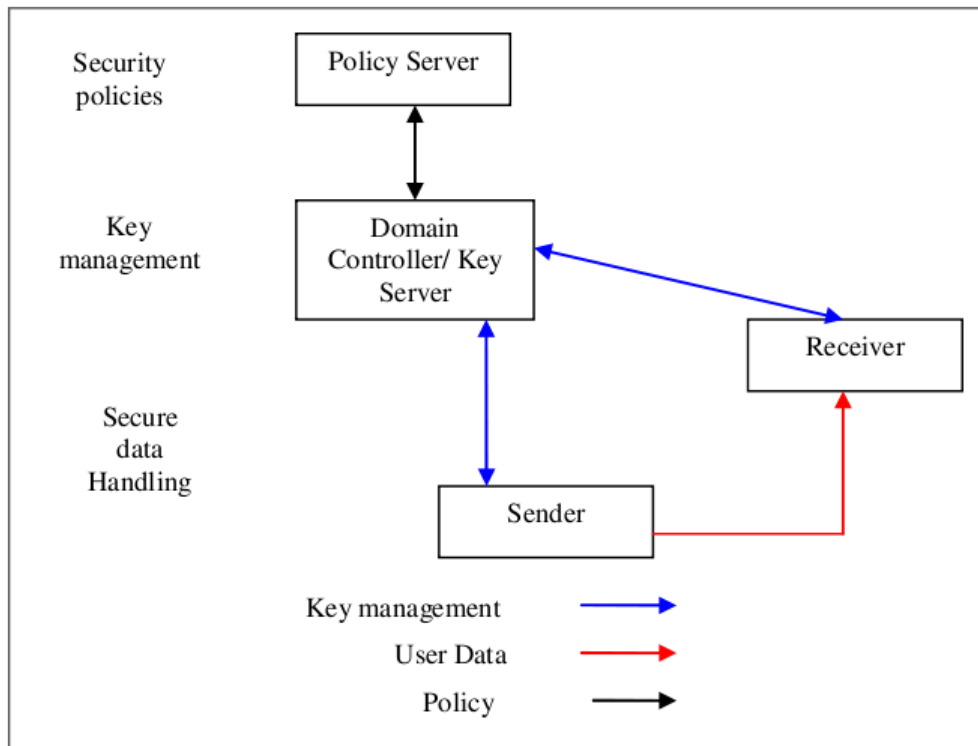 Security
policies
Policy Server
Key
management
Domain
Controller/ Key
Server
Receiver
Secure
data
Handling
Sender
Key management
User Data
Policy